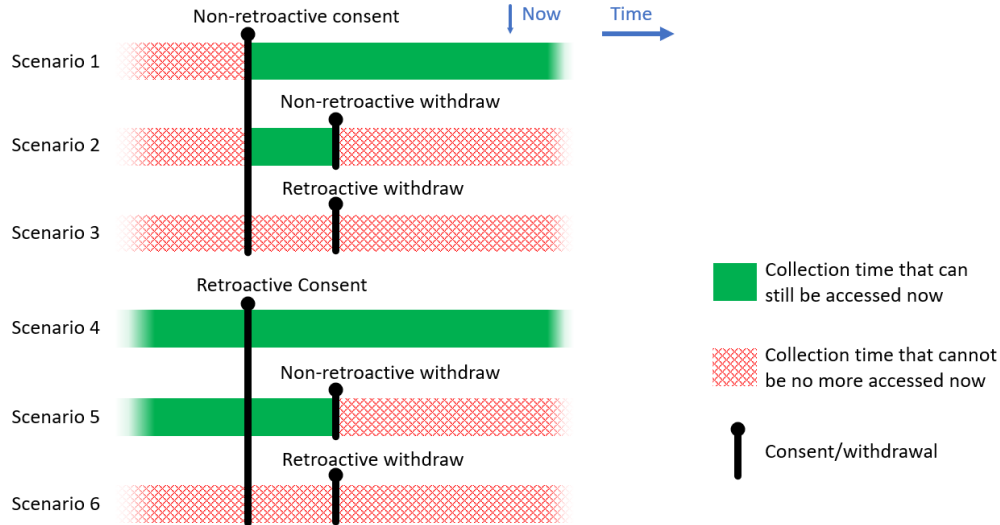 Non-retroactive consent
Now
Time
Scenario 1
Non-retroactive withdraw
Scenario 2
Retroactive withdraw
Scenario 3
Retroactive Consent
Scenario 4
Non-retroactive withdraw
Scenario 5
Retroactive withdraw
Scenario 6
Collection time that can
still be accessed now
Collection time that cannot
be no more accessed now
Consent/withdrawal